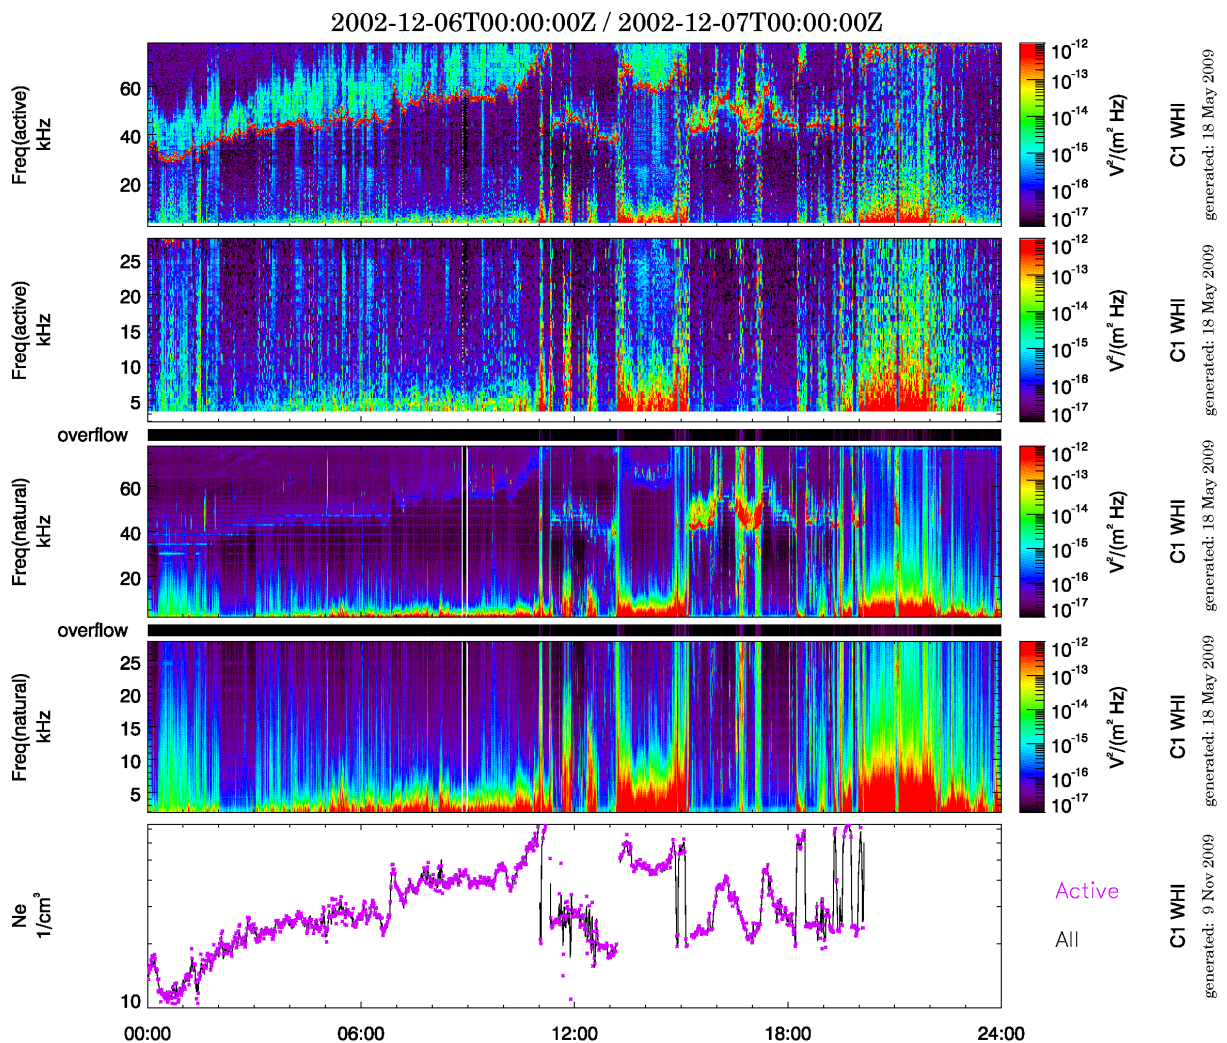 2002-12-06T00:00:00Z / 2002-12-07T00:00:00Z
Freq(active)
kHz
60
40
20
10⁻¹²
10⁻¹³
10⁻¹⁴
10⁻¹⁵
10⁻¹⁶
10⁻¹⁷
V²/(m² Hz)
C1 WHI
generated: 18 May 2009
Freq(active)
kHz
25
20
15
10
5
10⁻¹²
10⁻¹³
10⁻¹⁴
10⁻¹⁵
10⁻¹⁶
10⁻¹⁷
V²/(m² Hz)
C1 WHI
generated: 18 May 2009
overflow
Freq(natural)
kHz
60
40
20
10⁻¹²
10⁻¹³
10⁻¹⁴
10⁻¹⁵
10⁻¹⁶
10⁻¹⁷
V²/(m² Hz)
C1 WHI
generated: 18 May 2009
overflow
Freq(natural)
kHz
25
20
15
10
5
10⁻¹²
10⁻¹³
10⁻¹⁴
10⁻¹⁵
10⁻¹⁶
10⁻¹⁷
V²/(m² Hz)
C1 WHI
generated: 18 May 2009
Ne
1/cm³
10
Active
All
C1 WHI
generated: 9 Nov 2009
00:00 06:00 12:00 18:00 24:00